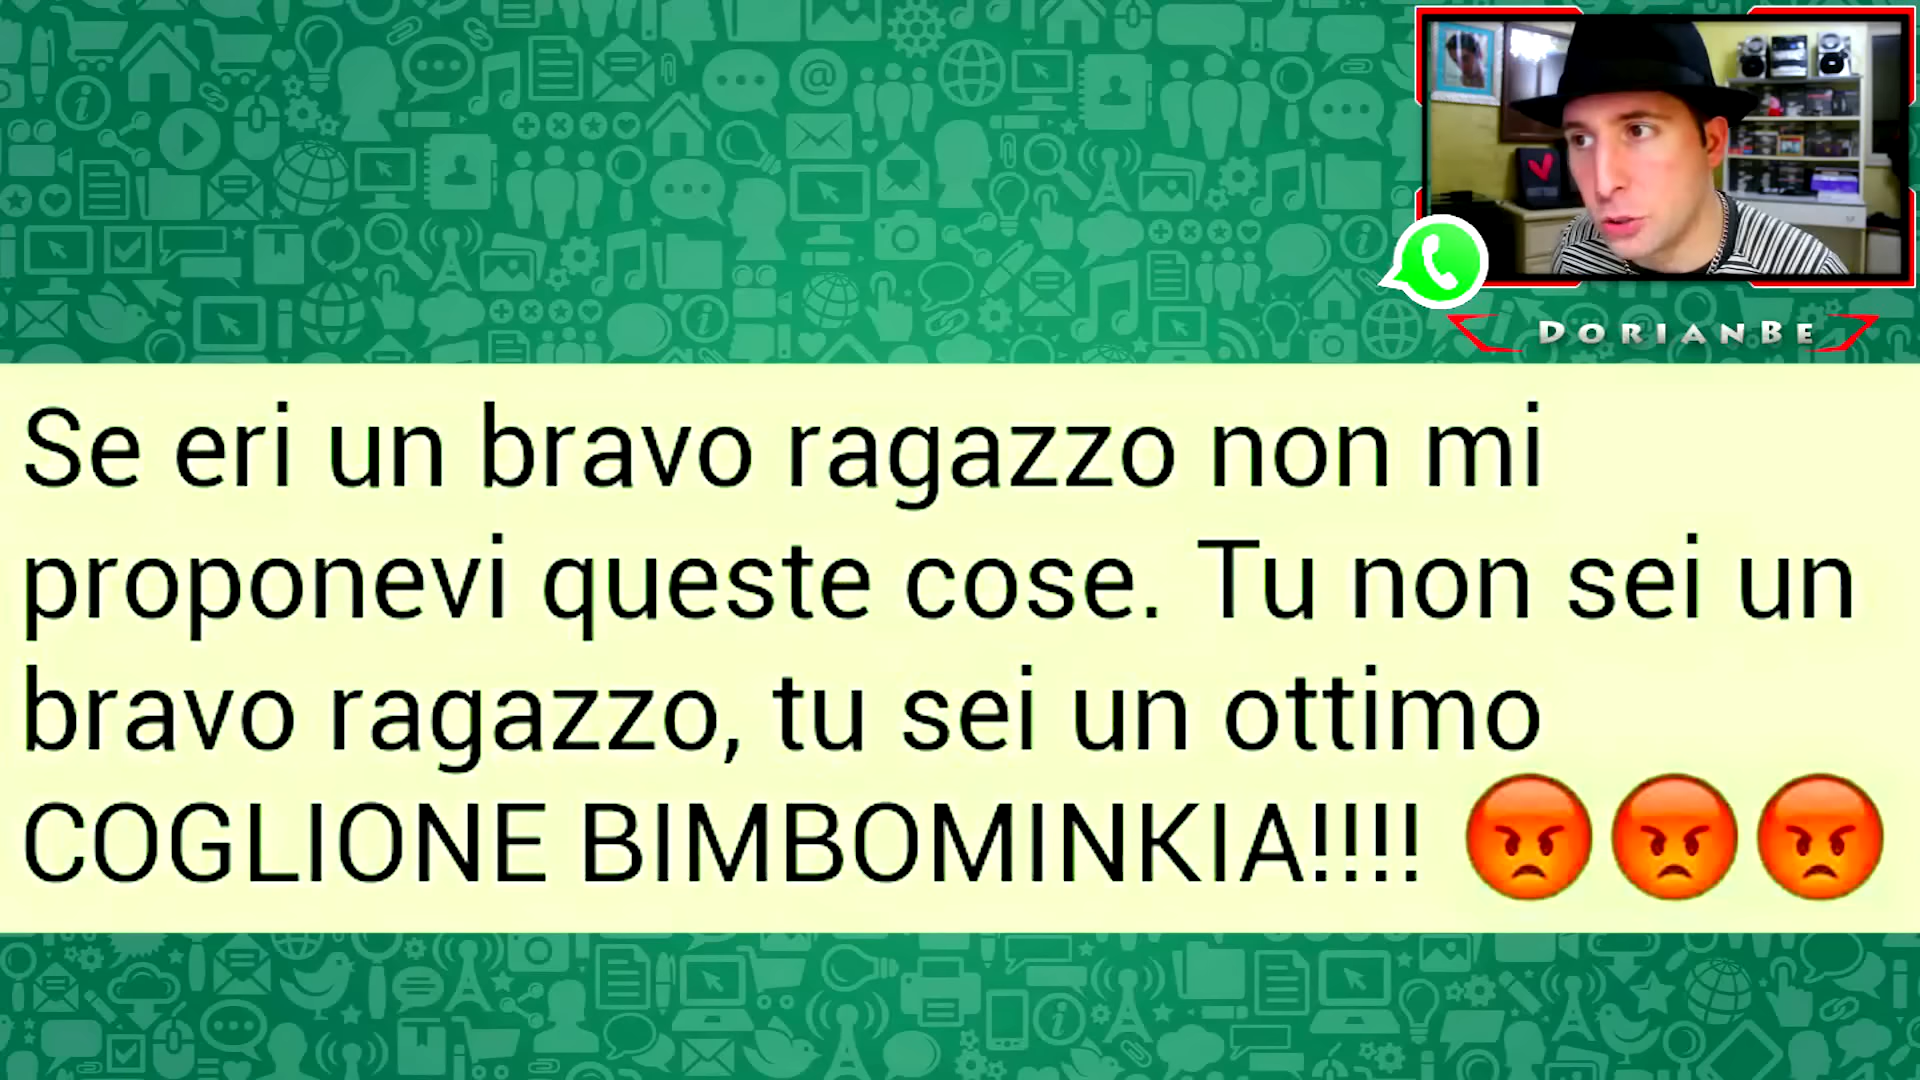 DORIANBE
Se eri un bravo ragazzo non mi
proponevi queste cose. Tu non sei un
bravo ragazzo, tu sei un ottimo
COGLIONE BIMBOMINKIA!!!! 😡😡😡